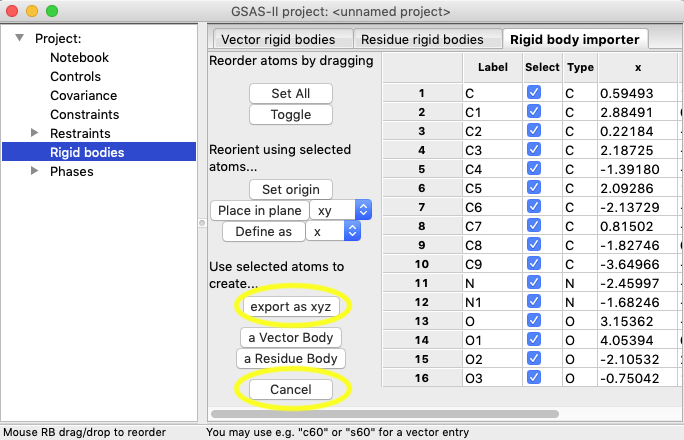 GSAS-II project: <unnamed project>
Project:
Notebook
Controls
Covariance
Constraints
Restraints
Rigid bodies
Phases
Vector rigid bodies
Residue rigid bodies
Rigid body importer
Reorder atoms by dragging
Set All
Toggle
Reorient using selected
atoms...
Set origin
Place in plane xy
Define as x
Use selected atoms to
create...
export as xyz
a Vector Body
a Residue Body
Cancel
Label Select Type x
1 C C 0.59493
2 C1 C 2.88491
3 C2 C 0.22184
4 C3 C 2.18725
5 C4 C -1.39180
6 C5 C 2.09286
7 C6 C -2.13729
8 C7 C 0.81502
9 C8 C -1.82746
10 C9 C -3.64966
11 N N -2.45997
12 N1 N -1.68246
13 O O 3.15362
14 O1 O 4.05394
15 O2 O -2.10532
16 O3 O -0.75042
Mouse RB drag/drop to reorder
You may use e.g. "c60" or "s60" for a vector entry